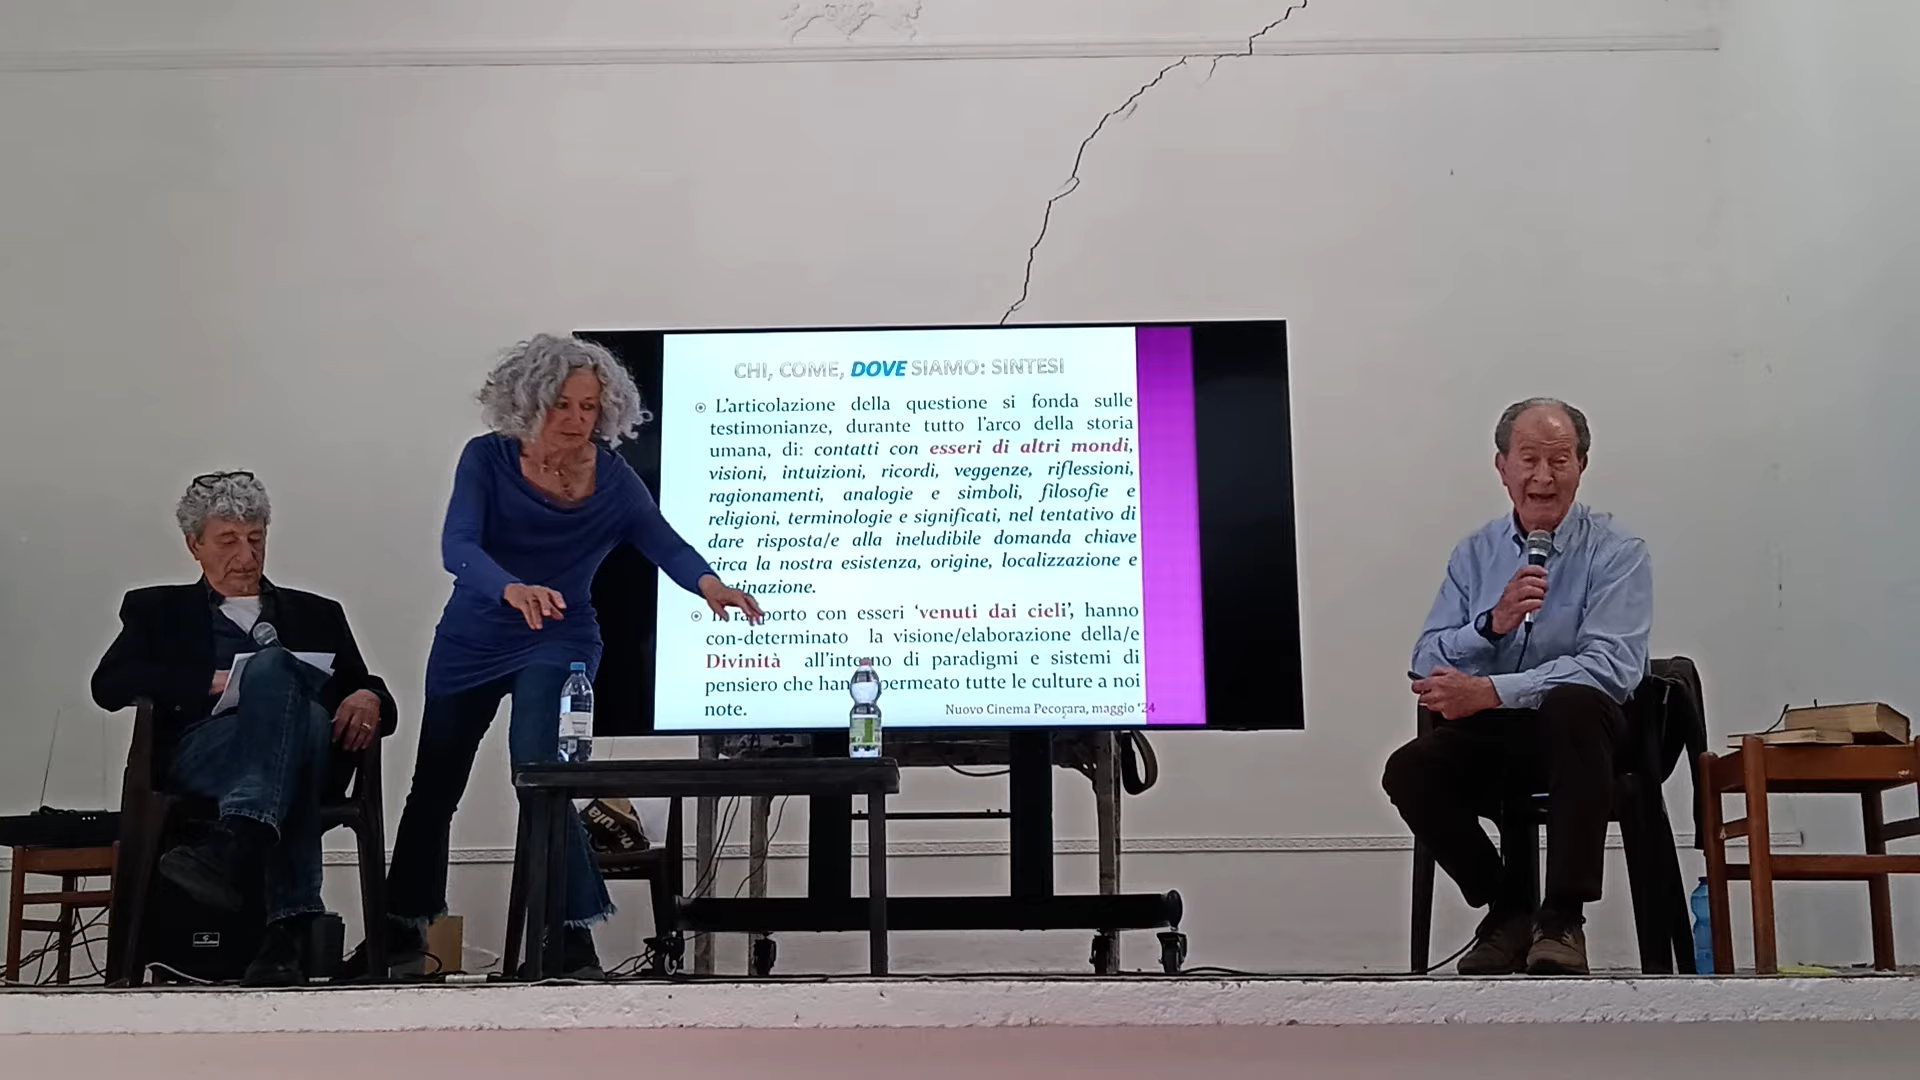 CHI, COME, DOVE SIAMO: SINTESI
L'articolazione della questione si fonda sulle
testimonianze, durante tutto l'arco della storia
umana, di: contatti con esseri di altri mondi,
visioni, intuizioni, ricordi, veggenze, riflessioni,
ragionamenti, analogie e simboli, filosofie e
religioni, terminologie e significati, nel tentativo di
dare risposta/e alla ineludibile domanda chiave
circa la nostra esistenza, origine, localizzazione e
In rapporto con esseri 'venuti dai cieli', hanno
con-determinato la visione/elaborazione della/e
Divinità all'interno di paradigmi e sistemi di
pensiero che permeato tutte le culture a noi
note.
Nuovo Cinema Pecorara, maggio '24